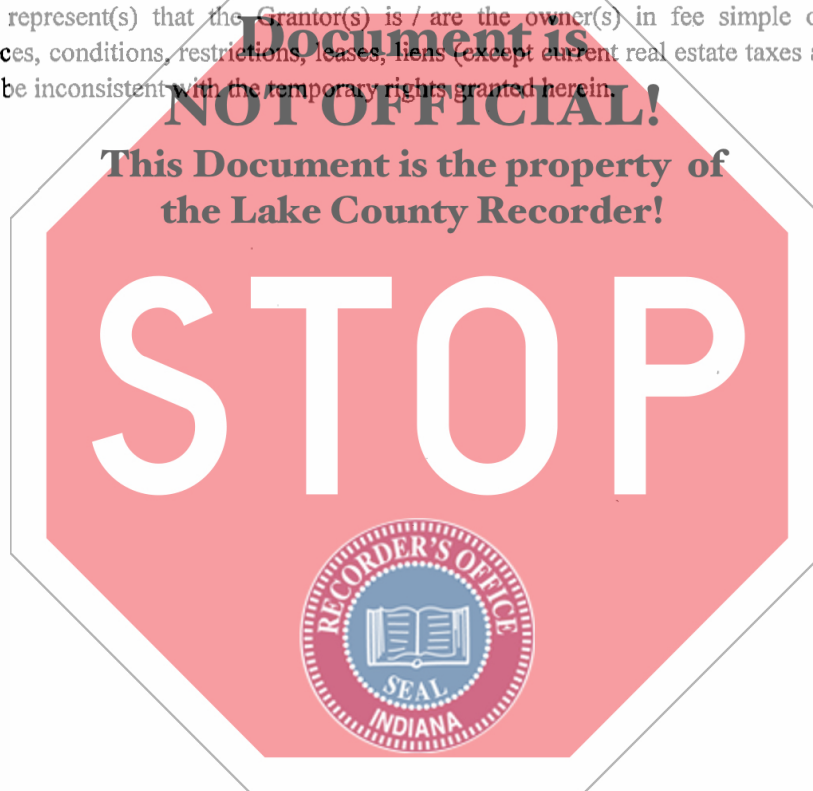 represent(s) that the Grantor(s) is / are the owner(s) in fee simple
Document is
ces, conditions, restrictions, leases, liens (except current real estate taxes
be inconsistent with the temporary rights granted herein.
NOT OFFICIAL!
This Document is the property of
the Lake County Recorder!
STOP
RECORDER'S OFFICE
SEAL
INDIANA